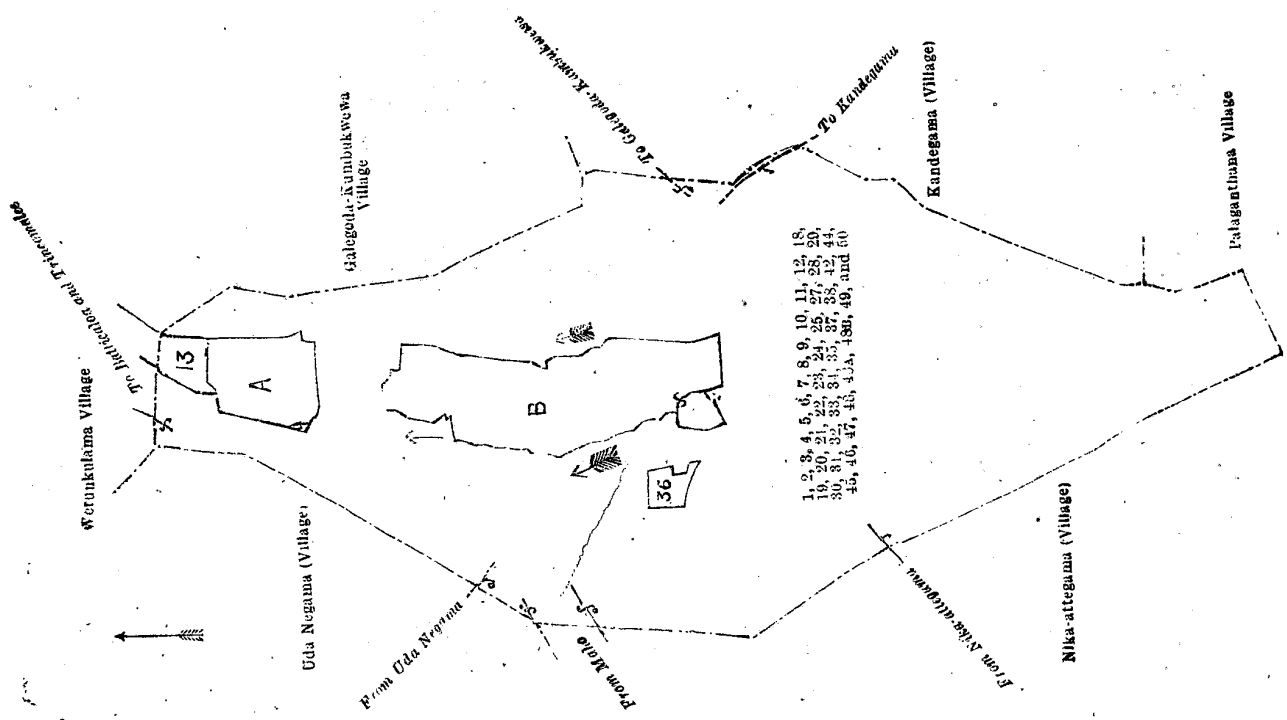 Werunkulama Village
To Batticaloa and Trincomalee
Galegoda-Kumbukwewa
Village
To Galegoda-Kumbukwewa
To Kandegama
Kandegama (Village)
Palaganthana Village
13
A
B
36
1, 2, 3, 4, 5, 6, 7, 8, 9, 10, 11, 12, 18,
19, 20, 21, 22, 23, 24, 25, 27, 28, 29,
30, 31, 32, 33, 34, 35, 37, 38, 42, 44,
45, 46, 47, 48, 48A, 48B, 49, and 50
Uda Negama (Village)
From Uda Negama
From Maho
From Nika-attegama
Nika-attegama (Village)